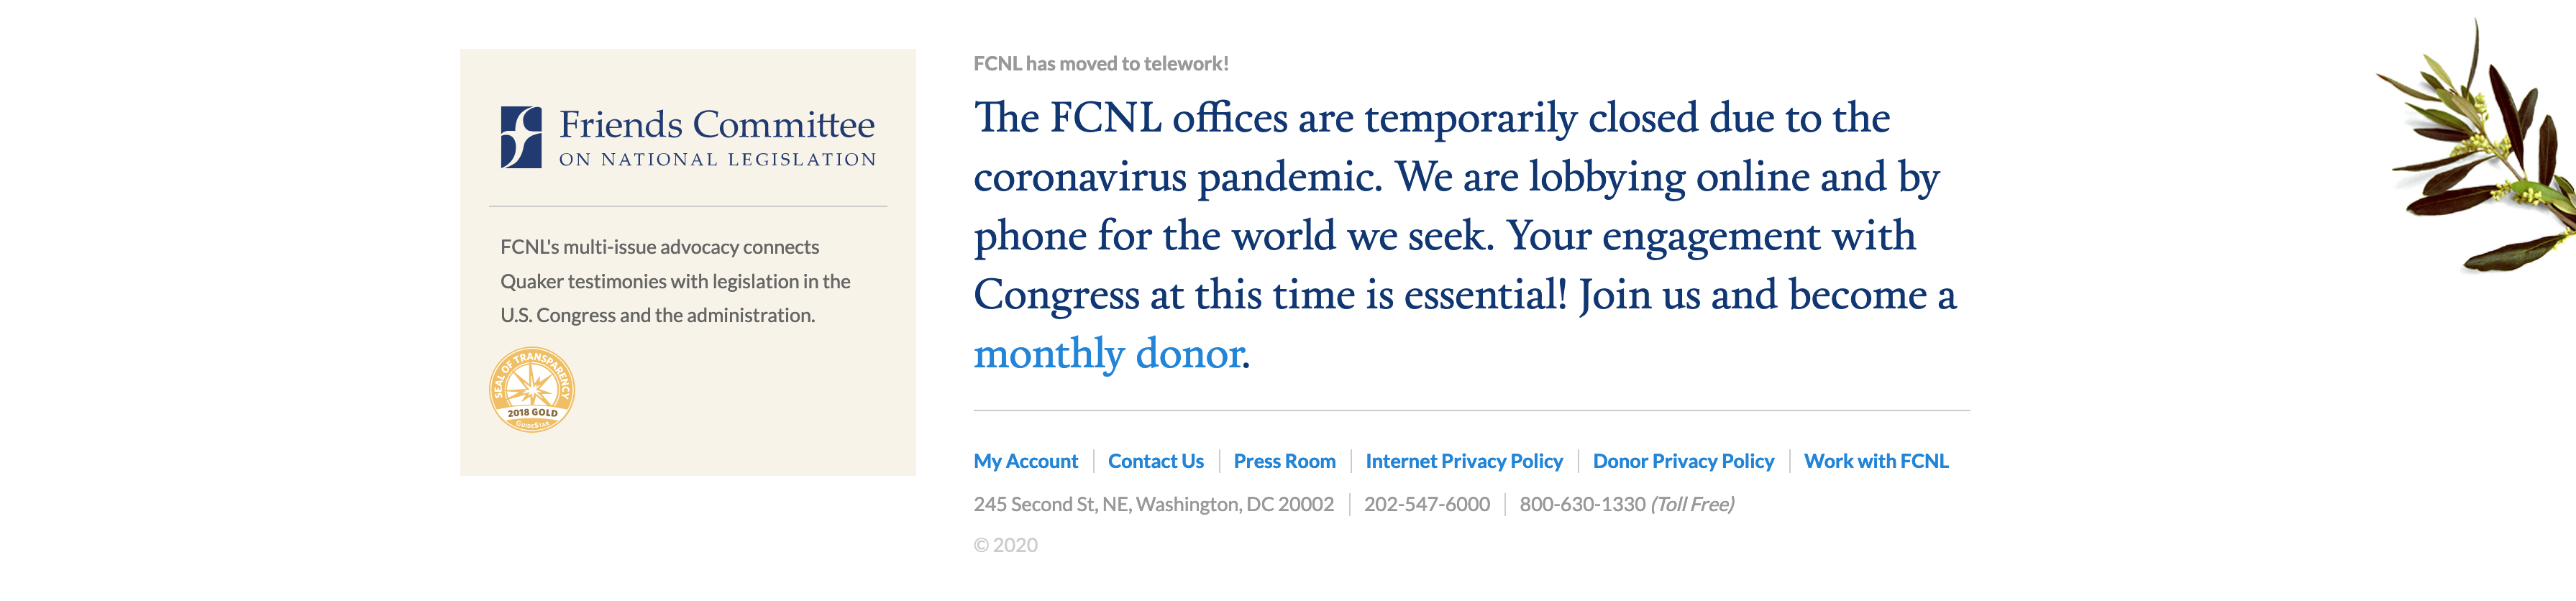 Friends Committee
ON NATIONAL LEGISLATION
FCNL's multi-issue advocacy connects
Quaker testimonies with legislation in the
U.S. Congress and the administration.
SEAL OF TRANSPARENCY
2018 GOLD
GUIDESTAR
FCNL has moved to telework!
The FCNL offices are temporarily closed due to the
coronavirus pandemic. We are lobbying online and by
phone for the world we seek. Your engagement with
Congress at this time is essential! Join us and become a
monthly donor.
My Account | Contact Us | Press Room | Internet Privacy Policy | Donor Privacy Policy | Work with FCNL
245 Second St, NE, Washington, DC 20002 | 202-547-6000 | 800-630-1330 (Toll Free)
© 2020